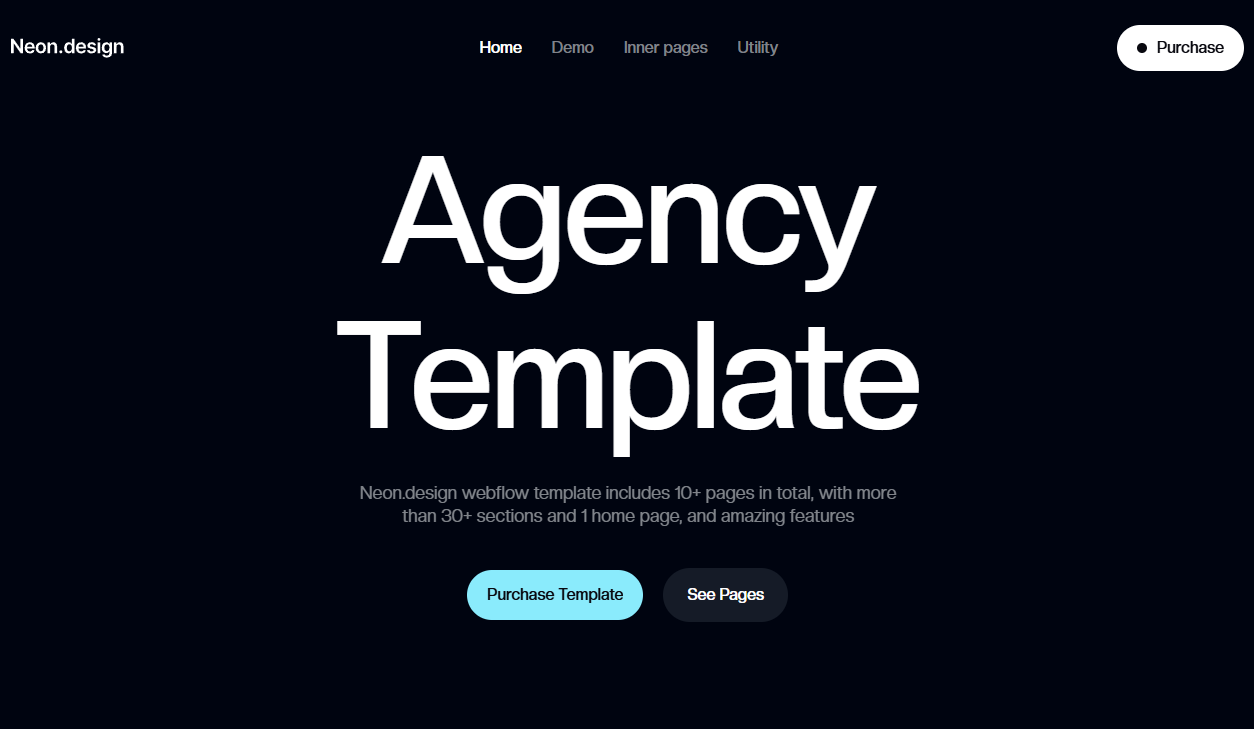 Neon.design
Home
Demo
Inner pages
Utility
Purchase
Agency
Template
Neon.design webflow template includes 10+ pages in total, with more
than 30+ sections and 1 home page, and amazing features
Purchase Template
See Pages